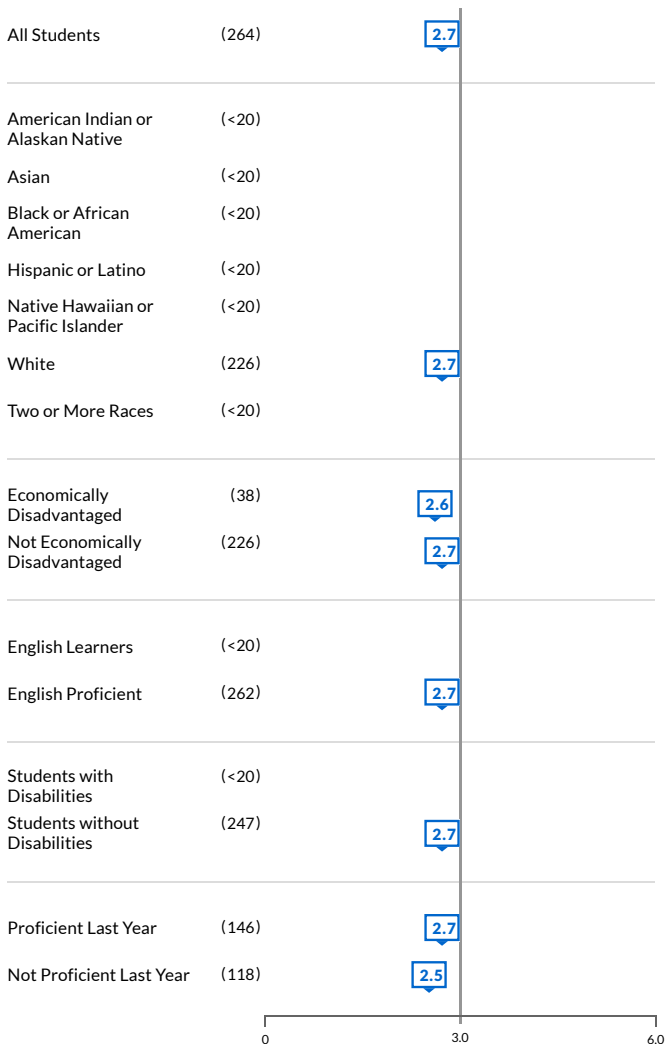 All Students (264) 2.7
American Indian or (<20)
Alaskan Native
Asian (<20)
Black or African (<20)
American
Hispanic or Latino (<20)
Native Hawaiian or (<20)
Pacific Islander
White (226) 2.7
Two or More Races (<20)
Economically (38) 2.6
Disadvantaged
Not Economically (226) 2.7
Disadvantaged
English Learners (<20)
English Proficient (262) 2.7
Students with (<20)
Disabilities
Students without (247) 2.7
Disabilities
Proficient Last Year (146) 2.7
Not Proficient Last Year (118) 2.5
0 3.0 6.0